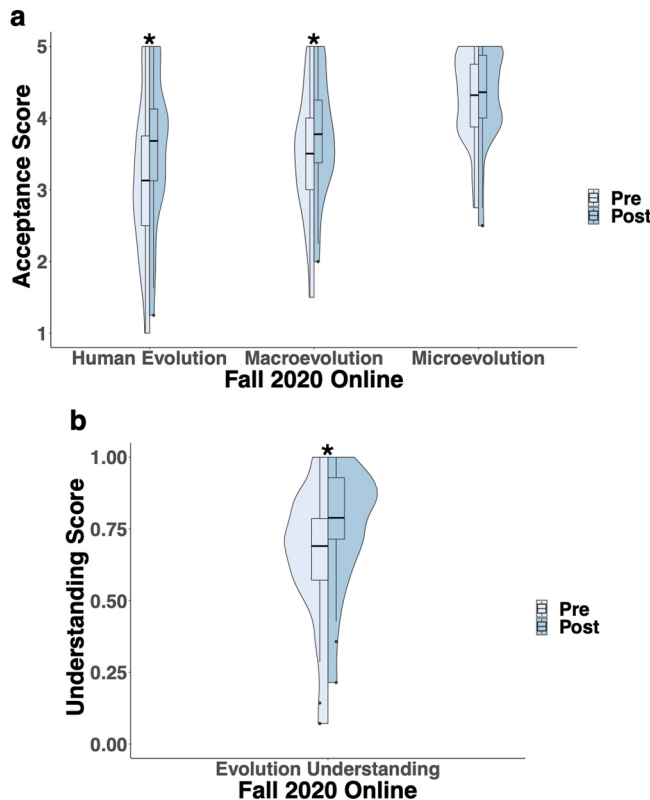 a
*
*
Acceptance Score
5
4
3
2
1
Human Evolution
Macroevolution
Microevolution
Fall 2020 Online
Pre
Post
b
*
Understanding Score
1.00
0.75
0.50
0.25
0.00
Evolution Understanding
Fall 2020 Online
Pre
Post